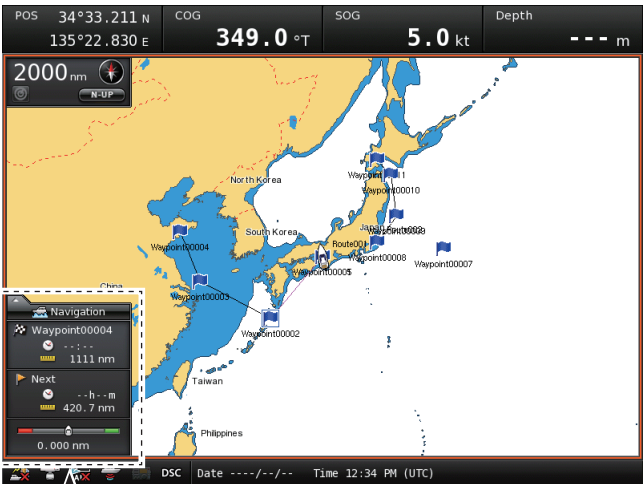 POS 34°33.211 N
135°22.830 E
COG
349.0 °T
SOG
5.0 kt
Depth
--- m
2000 nm
N-UP
North Korea
South Korea
China
Japan
Taiwan
Philippines
Waypoint00010
Route002
Route001
Waypoint00008
Waypoint00007
Waypoint00005
Waypoint00004
Waypoint00003
Waypoint00002
Navigation
Waypoint00004
--:--
1111 nm
Next
--h--m
420.7 nm
0.000 nm
DSC
Date ----/--/--
Time 12:34 PM (UTC)